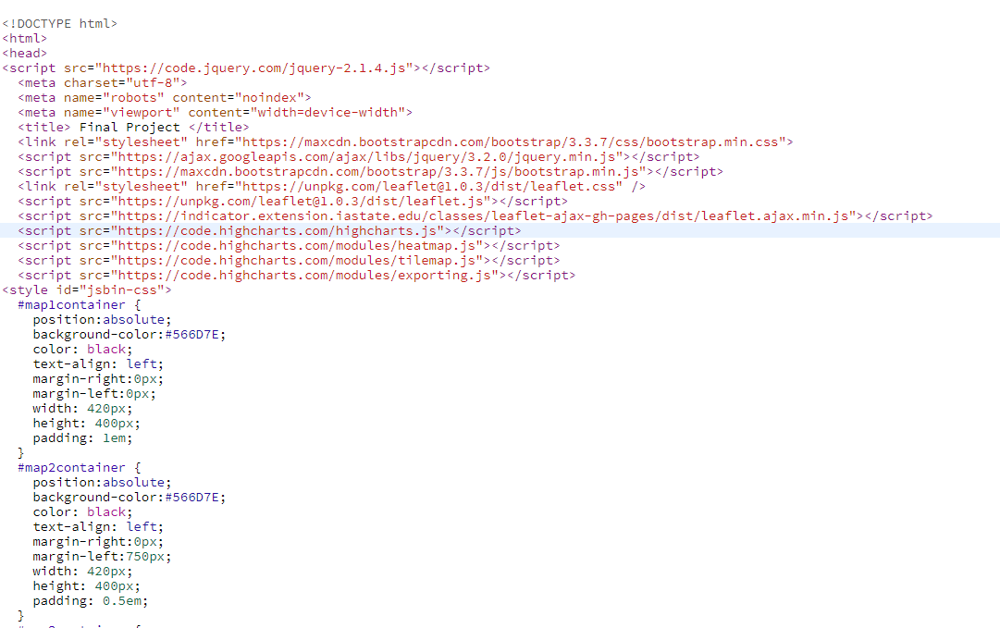 <!DOCTYPE html>
<html>
<head>
<script src="https://code.jquery.com/jquery-2.1.4.js"></script>
  <meta charset="utf-8">
  <meta name="robots" content="noindex">
  <meta name="viewport" content="width=device-width">
  <title> Final Project </title>
  <link rel="stylesheet" href="https://maxcdn.bootstrapcdn.com/bootstrap/3.3.7/css/bootstrap.min.css">
  <script src="https://ajax.googleapis.com/ajax/libs/jquery/3.2.0/jquery.min.js"></script>
  <script src="https://maxcdn.bootstrapcdn.com/bootstrap/3.3.7/js/bootstrap.min.js"></script>
  <link rel="stylesheet" href="https://unpkg.com/leaflet@1.0.3/dist/leaflet.css" />
  <script src="https://unpkg.com/leaflet@1.0.3/dist/leaflet.js"></script>
  <script src="https://indicator.extension.iastate.edu/classes/leaflet-ajax-gh-pages/dist/leaflet.ajax.min.js"></script>
  <script src="https://code.highcharts.com/highcharts.js"></script>
  <script src="https://code.highcharts.com/modules/heatmap.js"></script>
  <script src="https://code.highcharts.com/modules/tilemap.js"></script>
  <script src="https://code.highcharts.com/modules/exporting.js"></script>
<style id="jsbin-css">
  #map1container {
    position:absolute;
    background-color:#566D7E;
    color: black;
    text-align: left;
    margin-right:0px;
    margin-left:0px;
    width: 420px;
    height: 400px;
    padding: 1em;
  }
  #map2container {
    position:absolute;
    background-color:#566D7E;
    color: black;
    text-align: left;
    margin-right:0px;
    margin-left:750px;
    width: 420px;
    height: 400px;
    padding: 0.5em;
  }